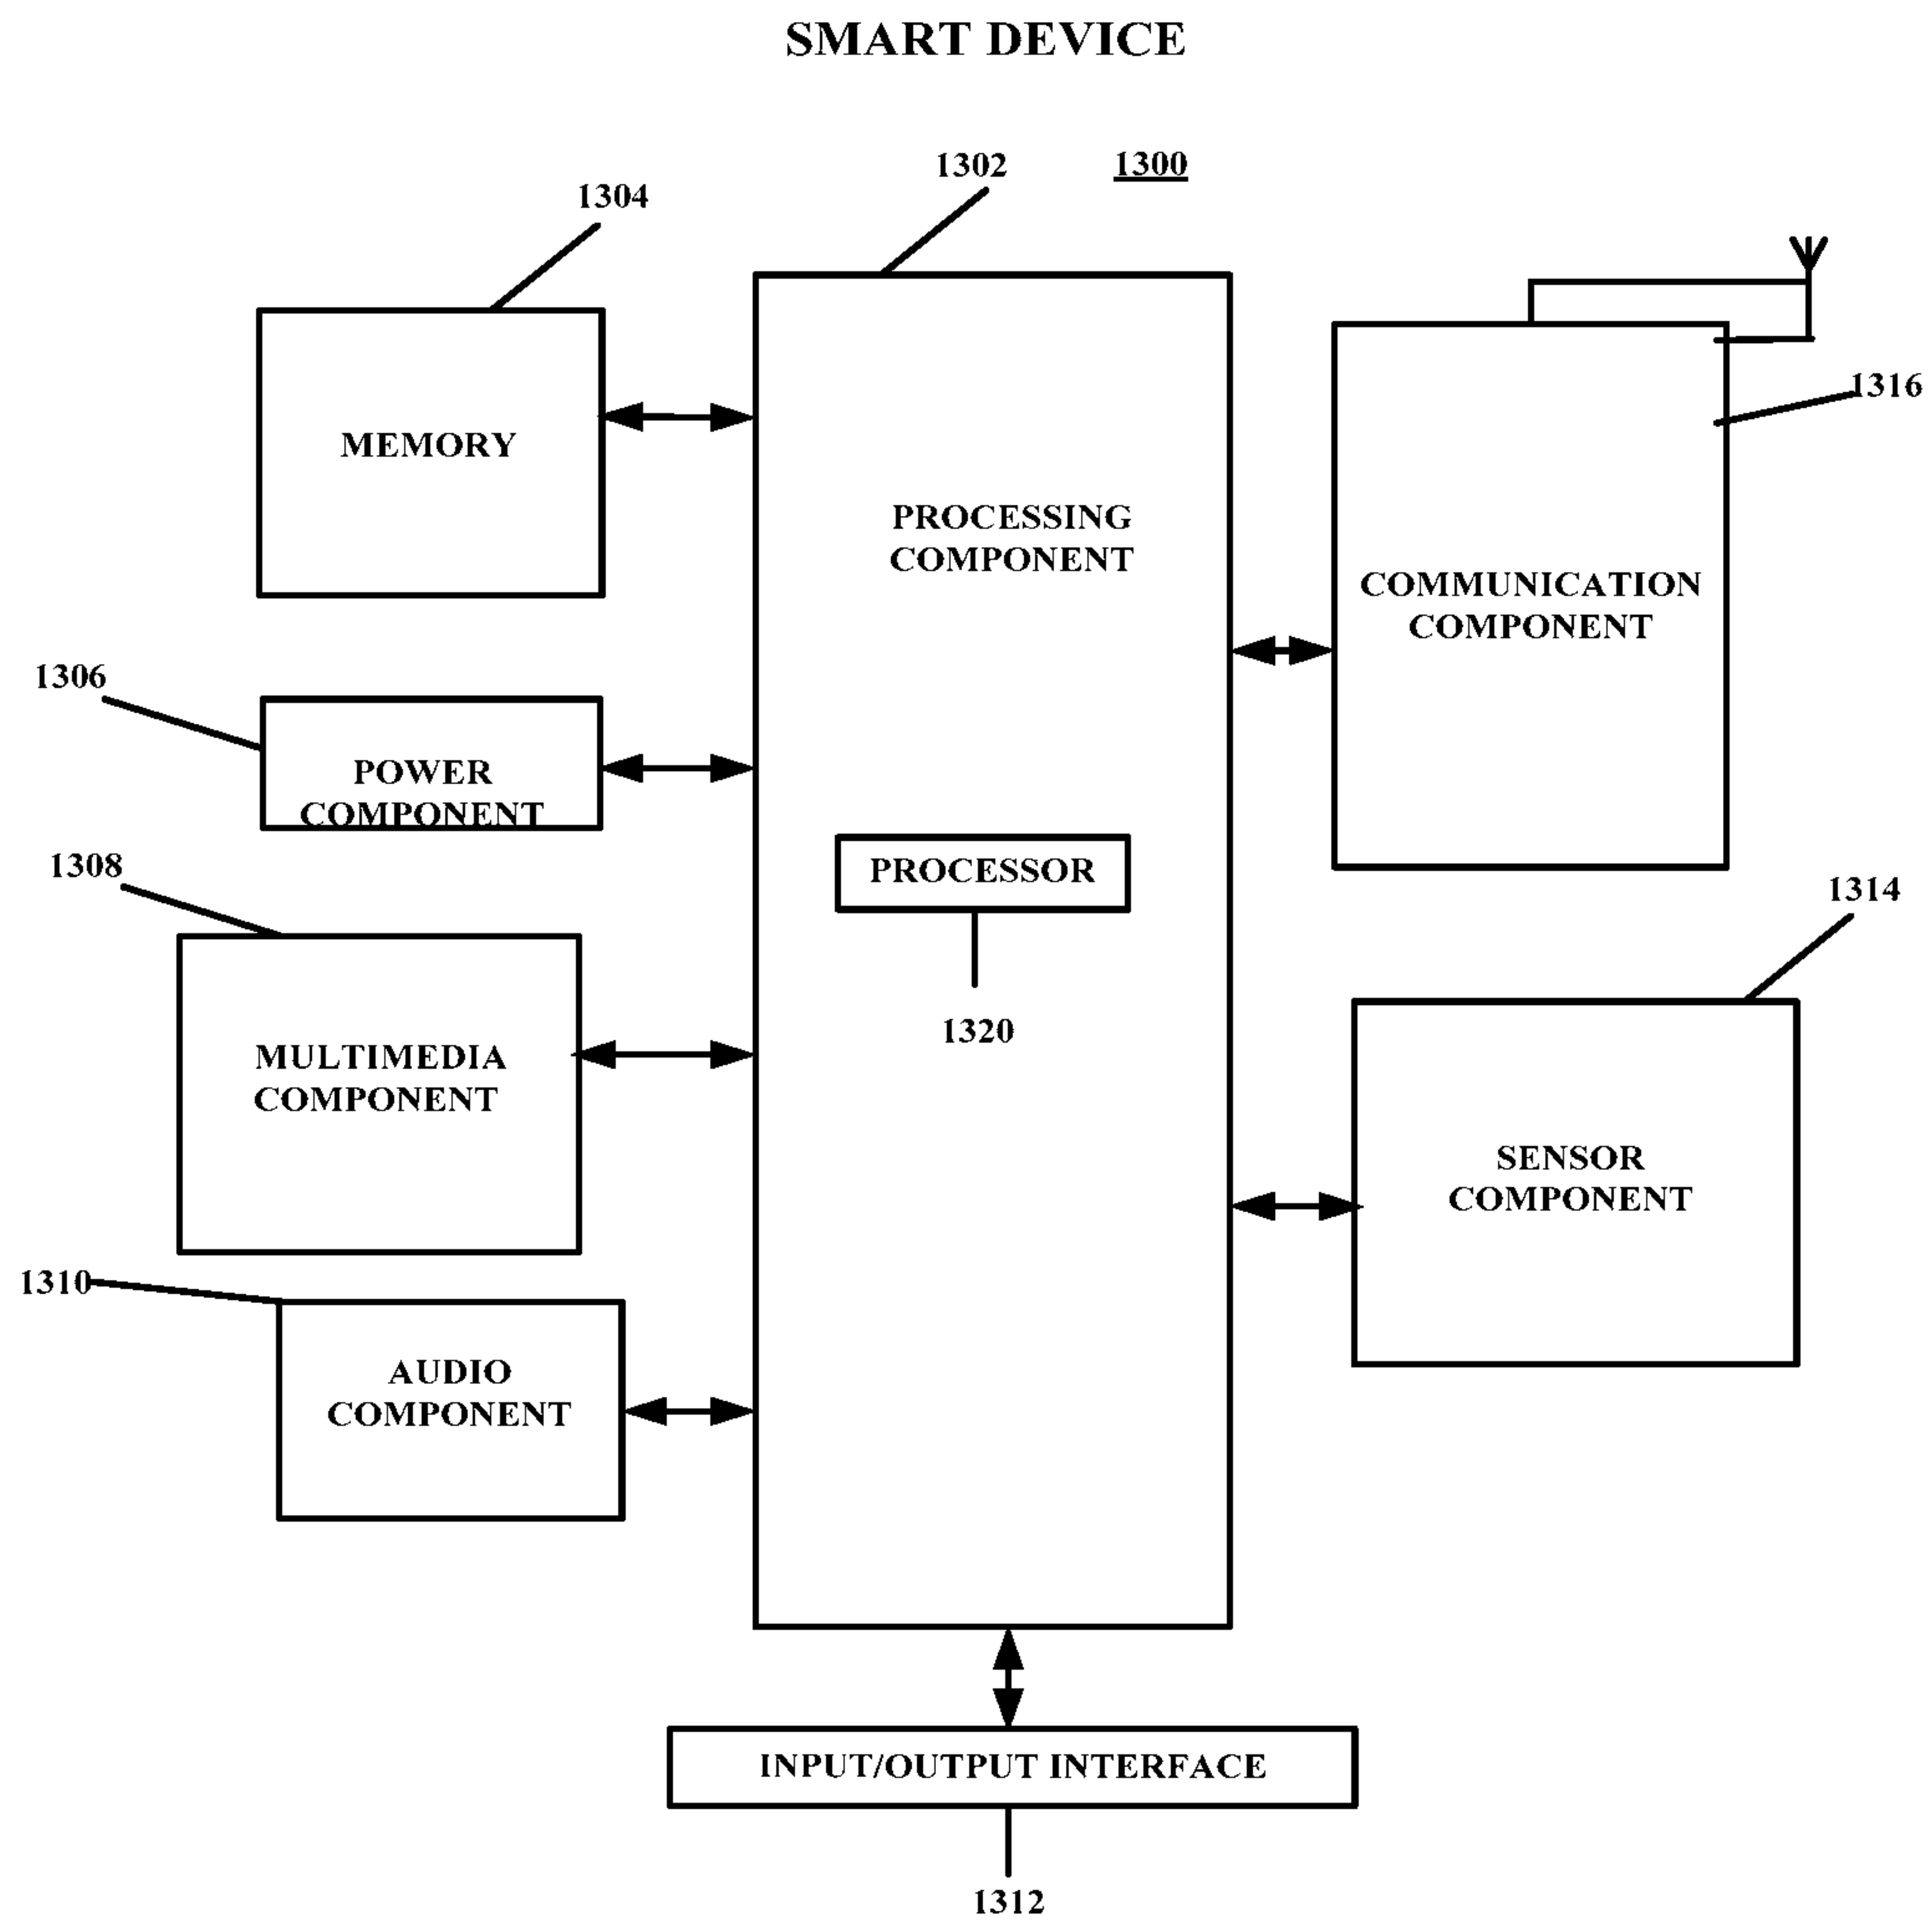 SMART DEVICE
1302
1300
1304
1316
MEMORY
PROCESSING
COMPONENT
COMMUNICATION
COMPONENT
1306
POWER
COMPONENT
1308
PROCESSOR
1314
1320
MULTIMEDIA
COMPONENT
SENSOR
COMPONENT
1310
AUDIO
COMPONENT
INPUT/OUTPUT INTERFACE
1312